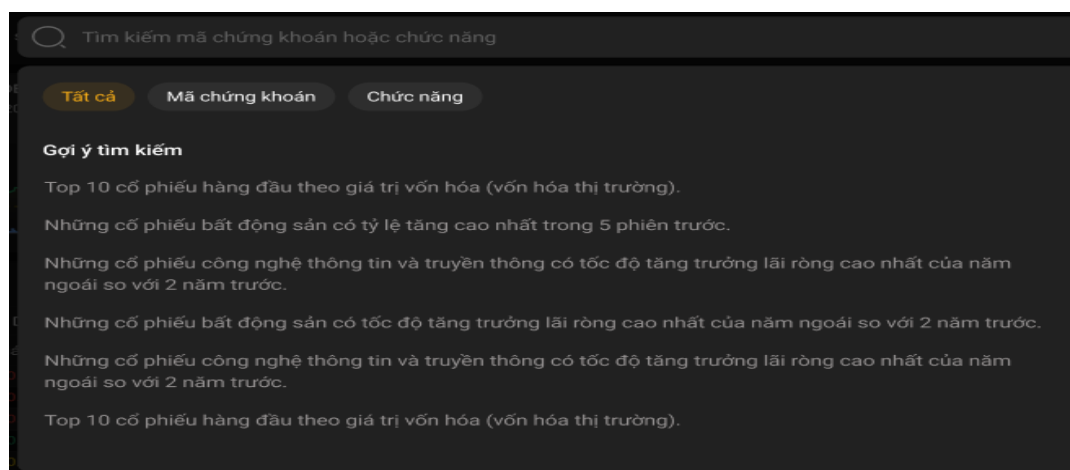 Tìm kiếm mã chứng khoán hoặc chức năng
Tất cả Mã chứng khoán Chức năng
Gợi ý tìm kiếm
Top 10 cổ phiếu hàng đầu theo giá trị vốn hóa (vốn hóa thị trường).
Những cổ phiếu bất động sản có tỷ lệ tăng cao nhất trong 5 phiên trước.
Những cổ phiếu công nghệ thông tin và truyền thông có tốc độ tăng trưởng lãi ròng cao nhất của năm
ngoái so với 2 năm trước.
Những cổ phiếu bất động sản có tốc độ tăng trưởng lãi ròng cao nhất của năm ngoái so với 2 năm trước.
Những cổ phiếu công nghệ thông tin và truyền thông có tốc độ tăng trưởng lãi ròng cao nhất của năm
ngoái so với 2 năm trước.
Top 10 cổ phiếu hàng đầu theo giá trị vốn hóa (vốn hóa thị trường).